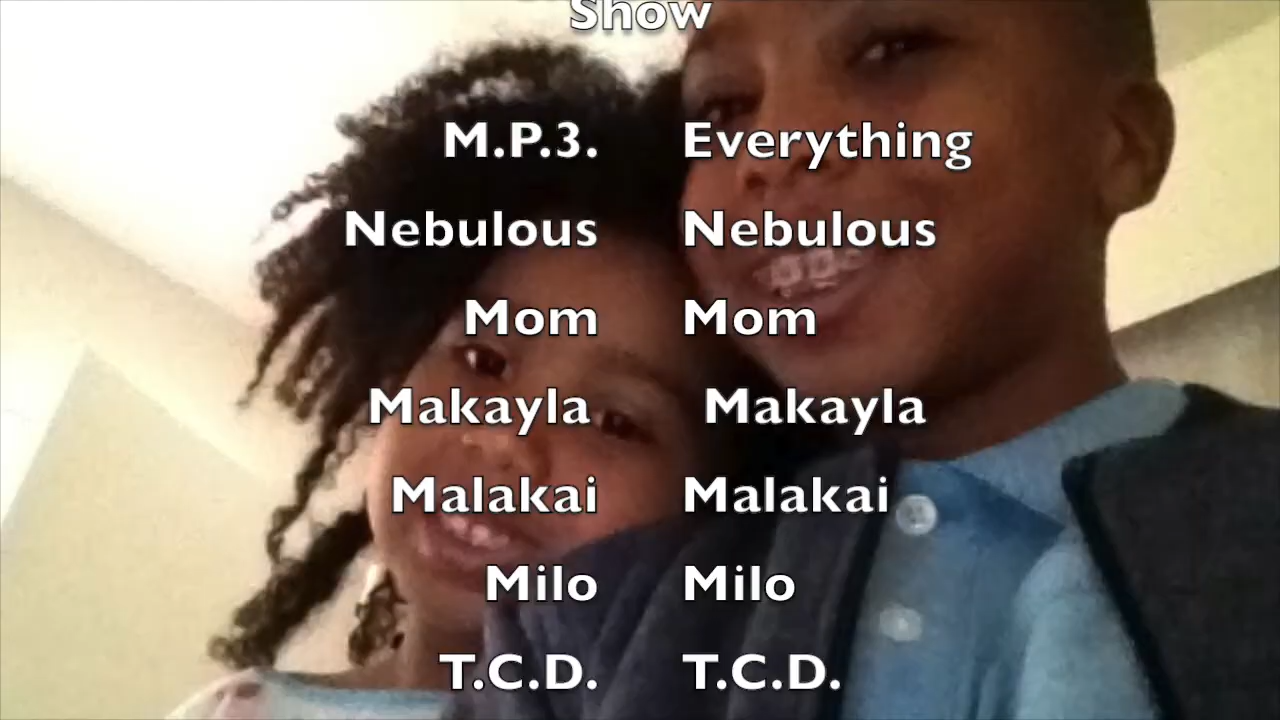 Show
M.P.3. Everything
Nebulous Nebulous
Mom Mom
Makayla Makayla
Malakai Malakai
Milo Milo
T.C.D. T.C.D.